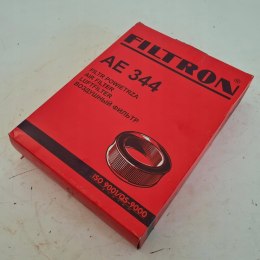 FILTRON®
AE 344
FILTR POWIETRZA
AIR FILTER
LUFTFILTER
ВОЗДУШНЫЙ ФИЛЬТР
ISO 9001/QS-9000